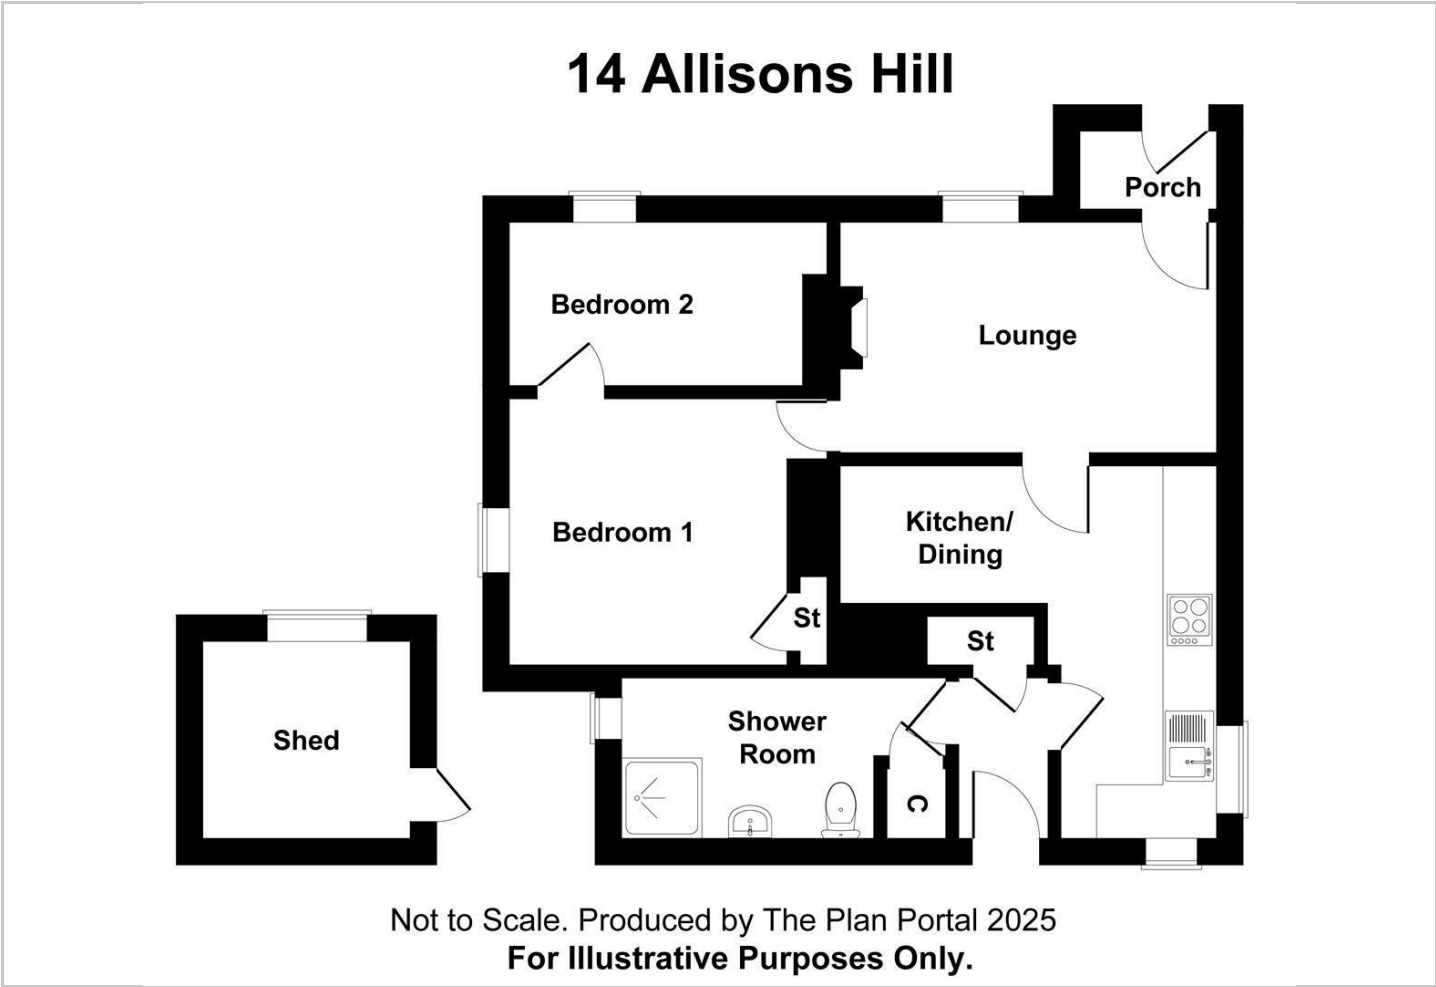 14 Allisons Hill
Porch
Bedroom 2
Lounge
Kitchen/
Dining
Bedroom 1
St
St
Shower
Room
Shed
C
Not to Scale. Produced by The Plan Portal 2025
For Illustrative Purposes Only.